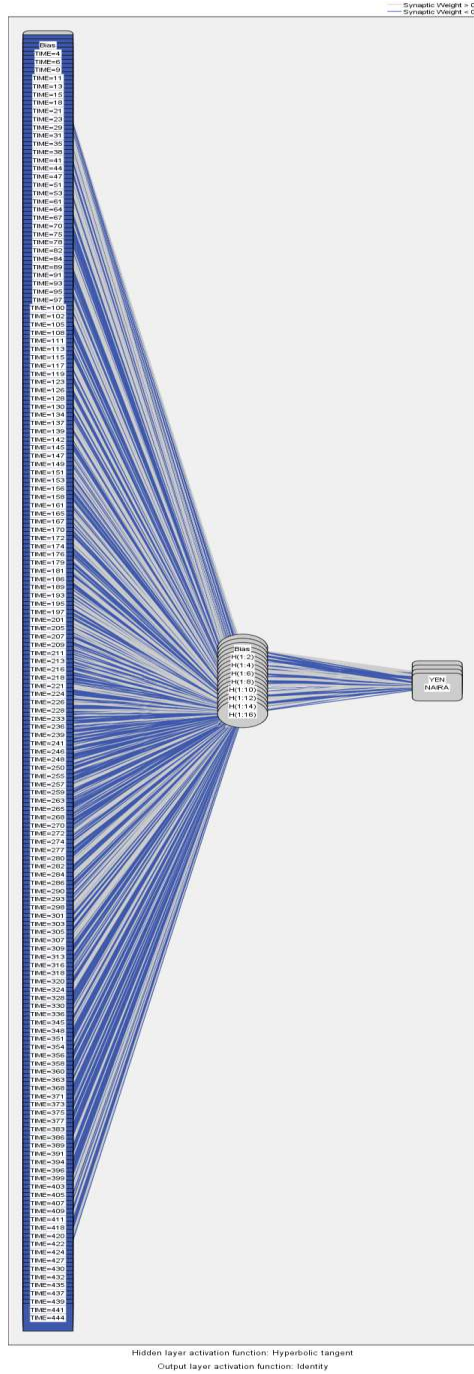 Synaptic Weight > 0
Synaptic Weight < 0
Bias
TIME=4
TIME=6
TIME=9
TIME=11
TIME=13
TIME=15
TIME=18
TIME=21
TIME=23
TIME=29
TIME=31
TIME=35
TIME=38
TIME=41
TIME=44
TIME=47
TIME=51
TIME=53
TIME=61
TIME=64
TIME=67
TIME=70
TIME=75
TIME=78
TIME=82
TIME=84
TIME=89
TIME=91
TIME=93
TIME=95
TIME=97
TIME=100
TIME=102
TIME=105
TIME=108
TIME=111
TIME=113
TIME=115
TIME=117
TIME=119
TIME=123
TIME=126
TIME=128
TIME=130
TIME=134
TIME=137
TIME=139
TIME=142
TIME=145
TIME=147
TIME=149
TIME=151
TIME=153
TIME=156
TIME=158
TIME=161
TIME=165
TIME=167
TIME=170
TIME=172
TIME=174
TIME=176
TIME=179
TIME=181
TIME=186
TIME=189
TIME=193
TIME=195
TIME=197
TIME=201
TIME=205
TIME=207
TIME=209
TIME=211
TIME=213
TIME=216
TIME=218
TIME=221
TIME=224
TIME=226
TIME=228
TIME=233
TIME=236
TIME=239
TIME=241
TIME=246
TIME=248
TIME=250
TIME=255
TIME=257
TIME=259
TIME=263
TIME=265
TIME=268
TIME=270
TIME=272
TIME=274
TIME=277
TIME=280
TIME=282
TIME=284
TIME=286
TIME=290
TIME=293
TIME=298
TIME=301
TIME=303
TIME=305
TIME=307
TIME=309
TIME=313
TIME=316
TIME=318
TIME=320
TIME=324
TIME=328
TIME=330
TIME=336
TIME=345
TIME=348
TIME=351
TIME=354
TIME=356
TIME=358
TIME=360
TIME=363
TIME=368
TIME=371
TIME=373
TIME=375
TIME=377
TIME=383
TIME=386
TIME=389
TIME=391
TIME=394
TIME=396
TIME=399
TIME=403
TIME=405
TIME=407
TIME=409
TIME=411
TIME=418
TIME=420
TIME=422
TIME=424
TIME=427
TIME=430
TIME=432
TIME=435
TIME=437
TIME=439
TIME=441
TIME=444
Bias
H(1:2)
H(1:4)
H(1:6)
H(1:8)
H(1:10)
H(1:12)
H(1:14)
H(1:16)
YEN
NAIRA
Hidden layer activation function: Hyperbolic tangent
Output layer activation function: Identity